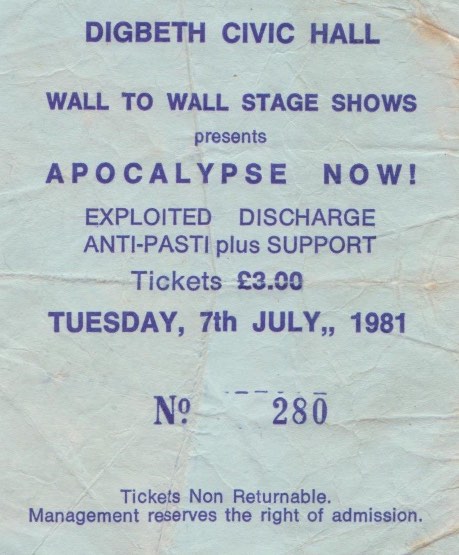 DIGBETH CIVIC HALL
WALL TO WALL STAGE SHOWS
presents
APOCALYPSE NOW!
EXPLOITED DISCHARGE
ANTI-PASTI plus SUPPORT
Tickets £3.00
TUESDAY, 7th JULY,, 1981
Nº 280
Tickets Non Returnable.
Management reserves the right of admission.